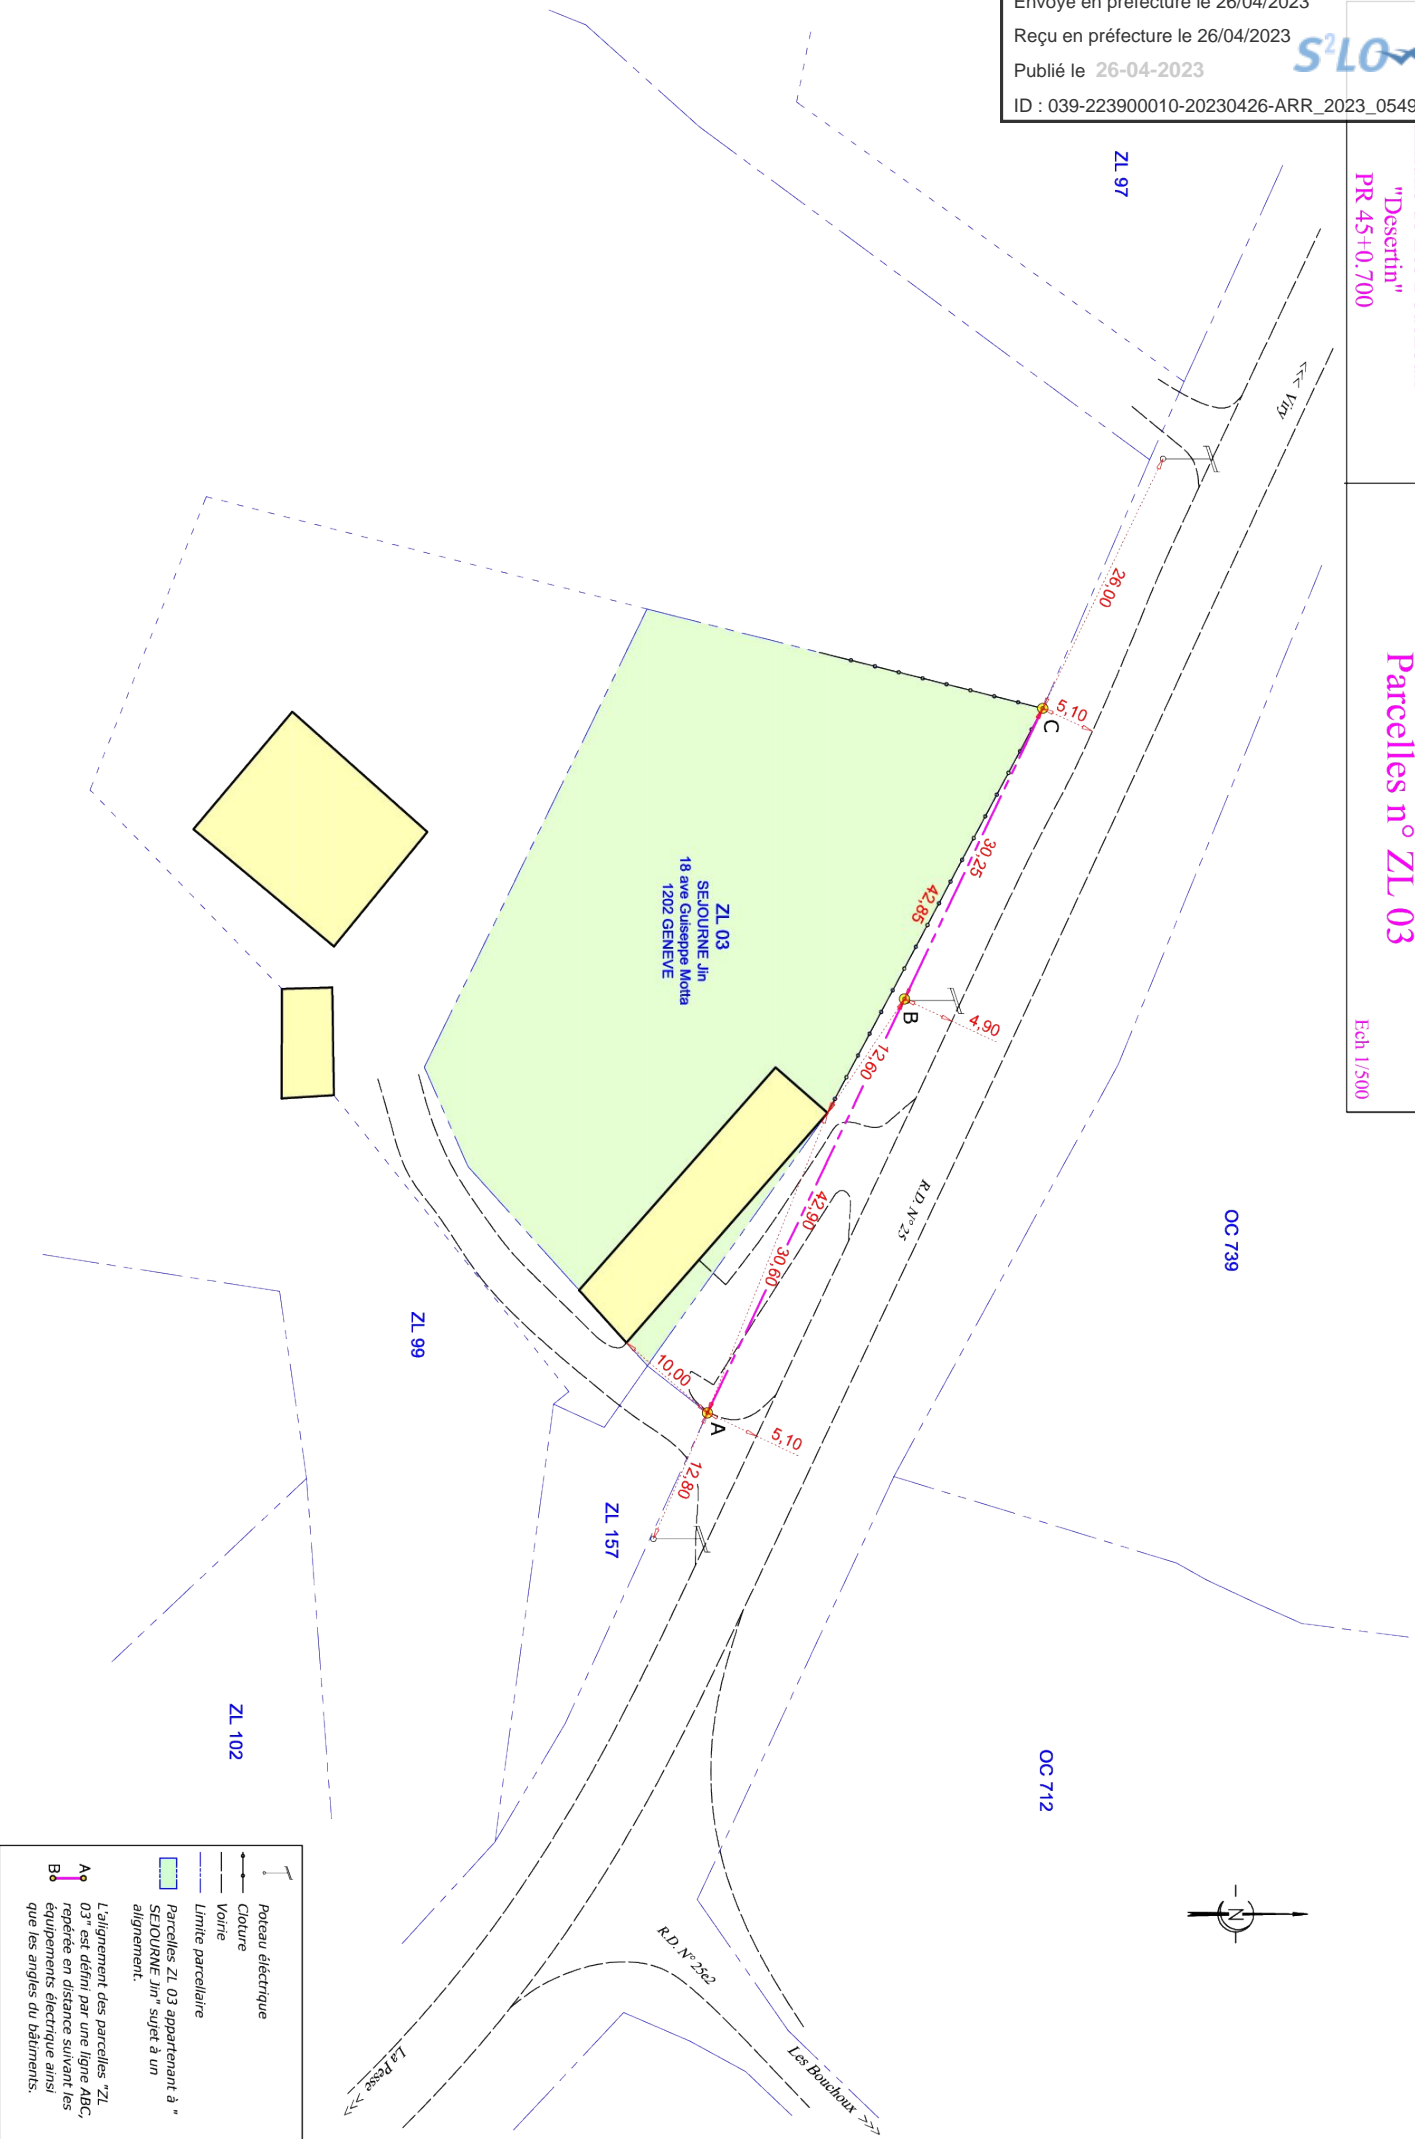 Envoyé en préfecture le 26/04/2023
Reçu en préfecture le 26/04/2023
Publié le 26-04-2023
S²LO
ID : 039-223900010-20230426-ARR_2023_0549
"Desertin"
PR 45+0.700
Parcelles n° ZL 03
Ech 1/500
ZL 97
<<< Viry
26,00
5,10
C
30,25
42,85
B
4,90
12,60
ZL 03
SEJOURNE Jin
18 ave Guiseppe Motta
1202 GENEVE
R.D. N° 25
42,90
30,60
10,00
A
5,10
12,80
OC 739
ZL 99
ZL 157
ZL 102
OC 712
N
R.D. N° 25e2
La Pesse >>>
Les Bouchoux >>>
Poteau éléctrique
Cloture
Voirie
Limite parcellaire
Parcelles ZL 03 appartenant à "
SEJOURNE Jin" sujet à un
alignement.
A
B
L'alignement des parcelles "ZL
03" est défini par une ligne ABC,
repérée en distance suivant les
équipements électrique ainsi
que les angles du bâtiments.